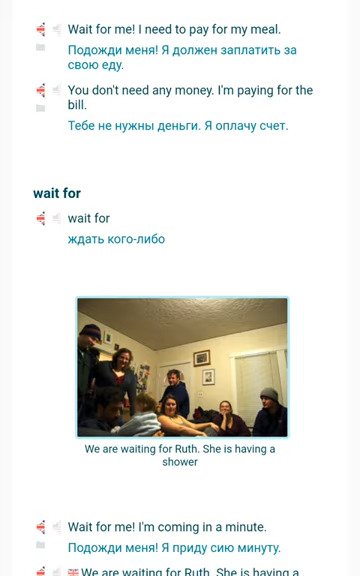 Wait for me! I need to pay for my meal.
Подожди меня! Я должен заплатить за
свою еду.
You don't need any money. I'm paying for the
bill.
Тебе не нужны деньги. Я оплачу счет.
wait for
wait for
ждать кого-либо
We are waiting for Ruth. She is having a
shower
Wait for me! I'm coming in a minute.
Подожди меня! Я приду сию минуту.
We are waiting for Ruth. She is having a